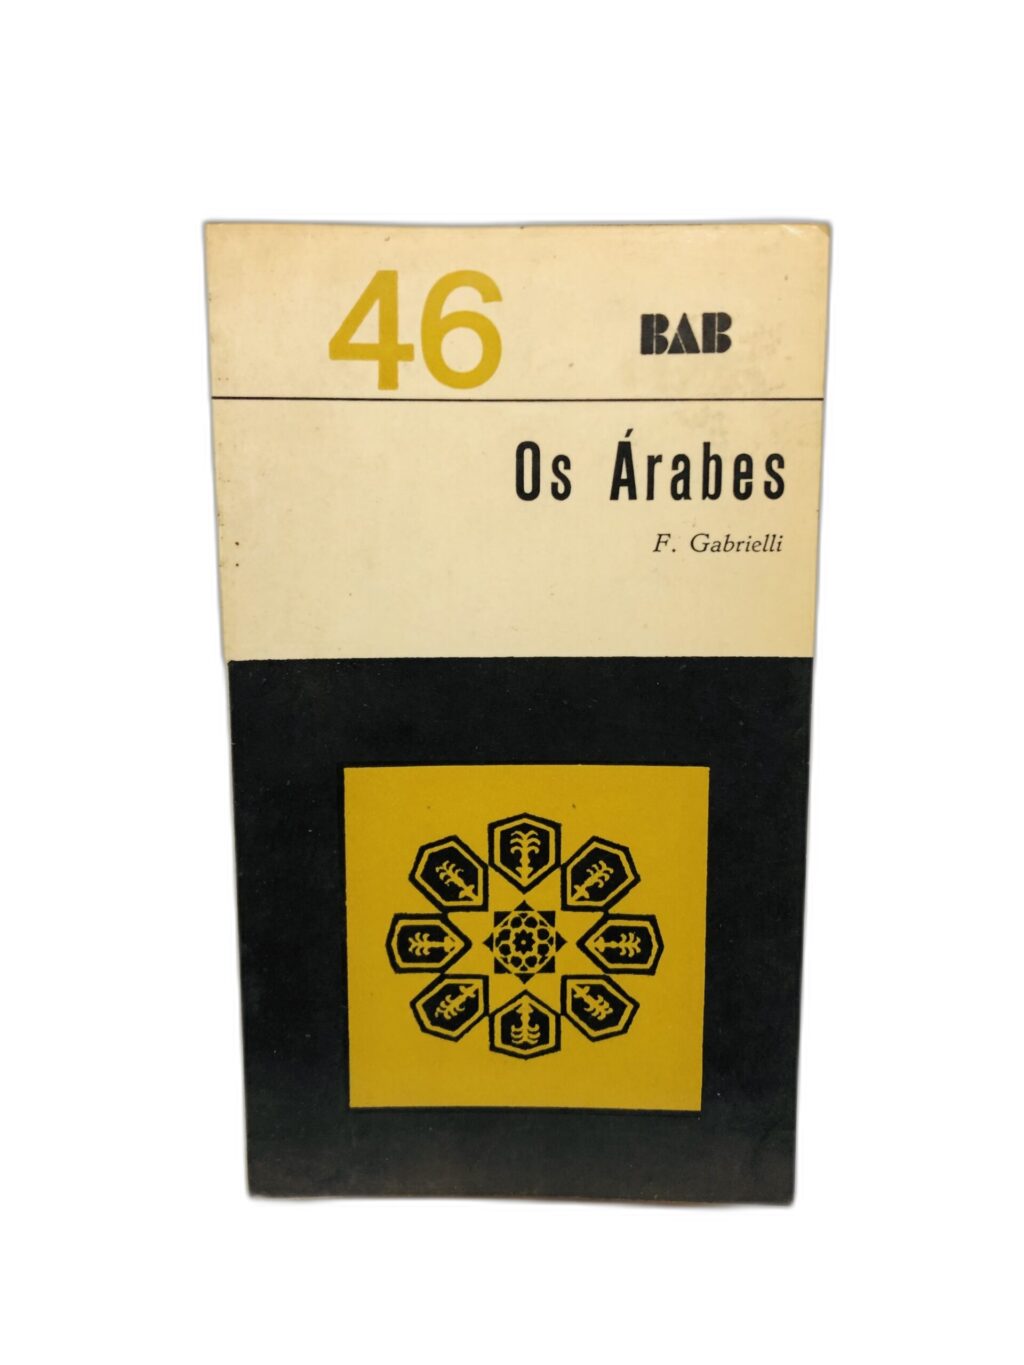 46 BAB
Os Árabes
F. Gabrielli